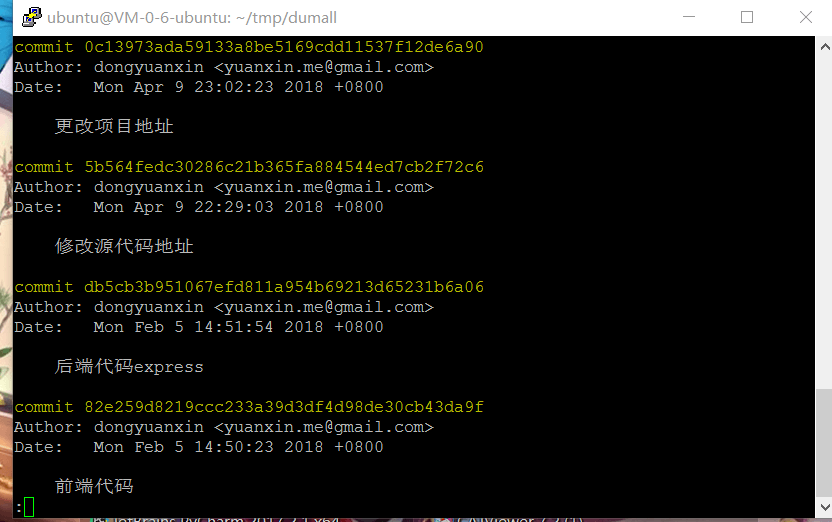 ubuntu@VM-0-6-ubuntu: ~/tmp/dumall
commit 0c13973ada59133a8be5169cdd11537f12de6a90
Author: dongyuanxin <yuanxin.me@gmail.com>
Date:   Mon Apr 9 23:02:23 2018 +0800
更改项目地址
commit 5b564fedc30286c21b365fa884544ed7cb2f72c6
Author: dongyuanxin <yuanxin.me@gmail.com>
Date:   Mon Apr 9 22:29:03 2018 +0800
修改源代码地址
commit db5cb3b951067efd811a954b69213d65231b6a06
Author: dongyuanxin <yuanxin.me@gmail.com>
Date:   Mon Feb 5 14:51:54 2018 +0800
后端代码express
commit 82e259d8219ccc233a39d3df4d98de30cb43da9f
Author: dongyuanxin <yuanxin.me@gmail.com>
Date:   Mon Feb 5 14:50:23 2018 +0800
前端代码
: